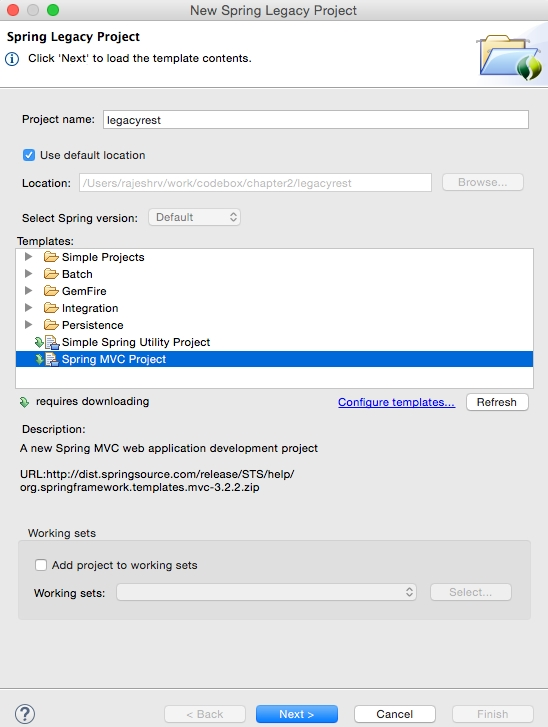 New Spring Legacy Project
Spring Legacy Project
Click 'Next' to load the template contents.
Project name: legacyrest
Use default location
Location: /Users/rajeshrv/work/codebox/chapter2/legacyrest Browse...
Select Spring version: Default
Templates:
Simple Projects
Batch
GemFire
Integration
Persistence
Simple Spring Utility Project
Spring MVC Project
requires downloading Configure templates... Refresh
Description:
A new Spring MVC web application development project
URL:http://dist.springsource.com/release/STS/help/
org.springframework.templates.mvc-3.2.2.zip
Working sets
Add project to working sets
Working sets: Select...
? < Back Next > Cancel Finish